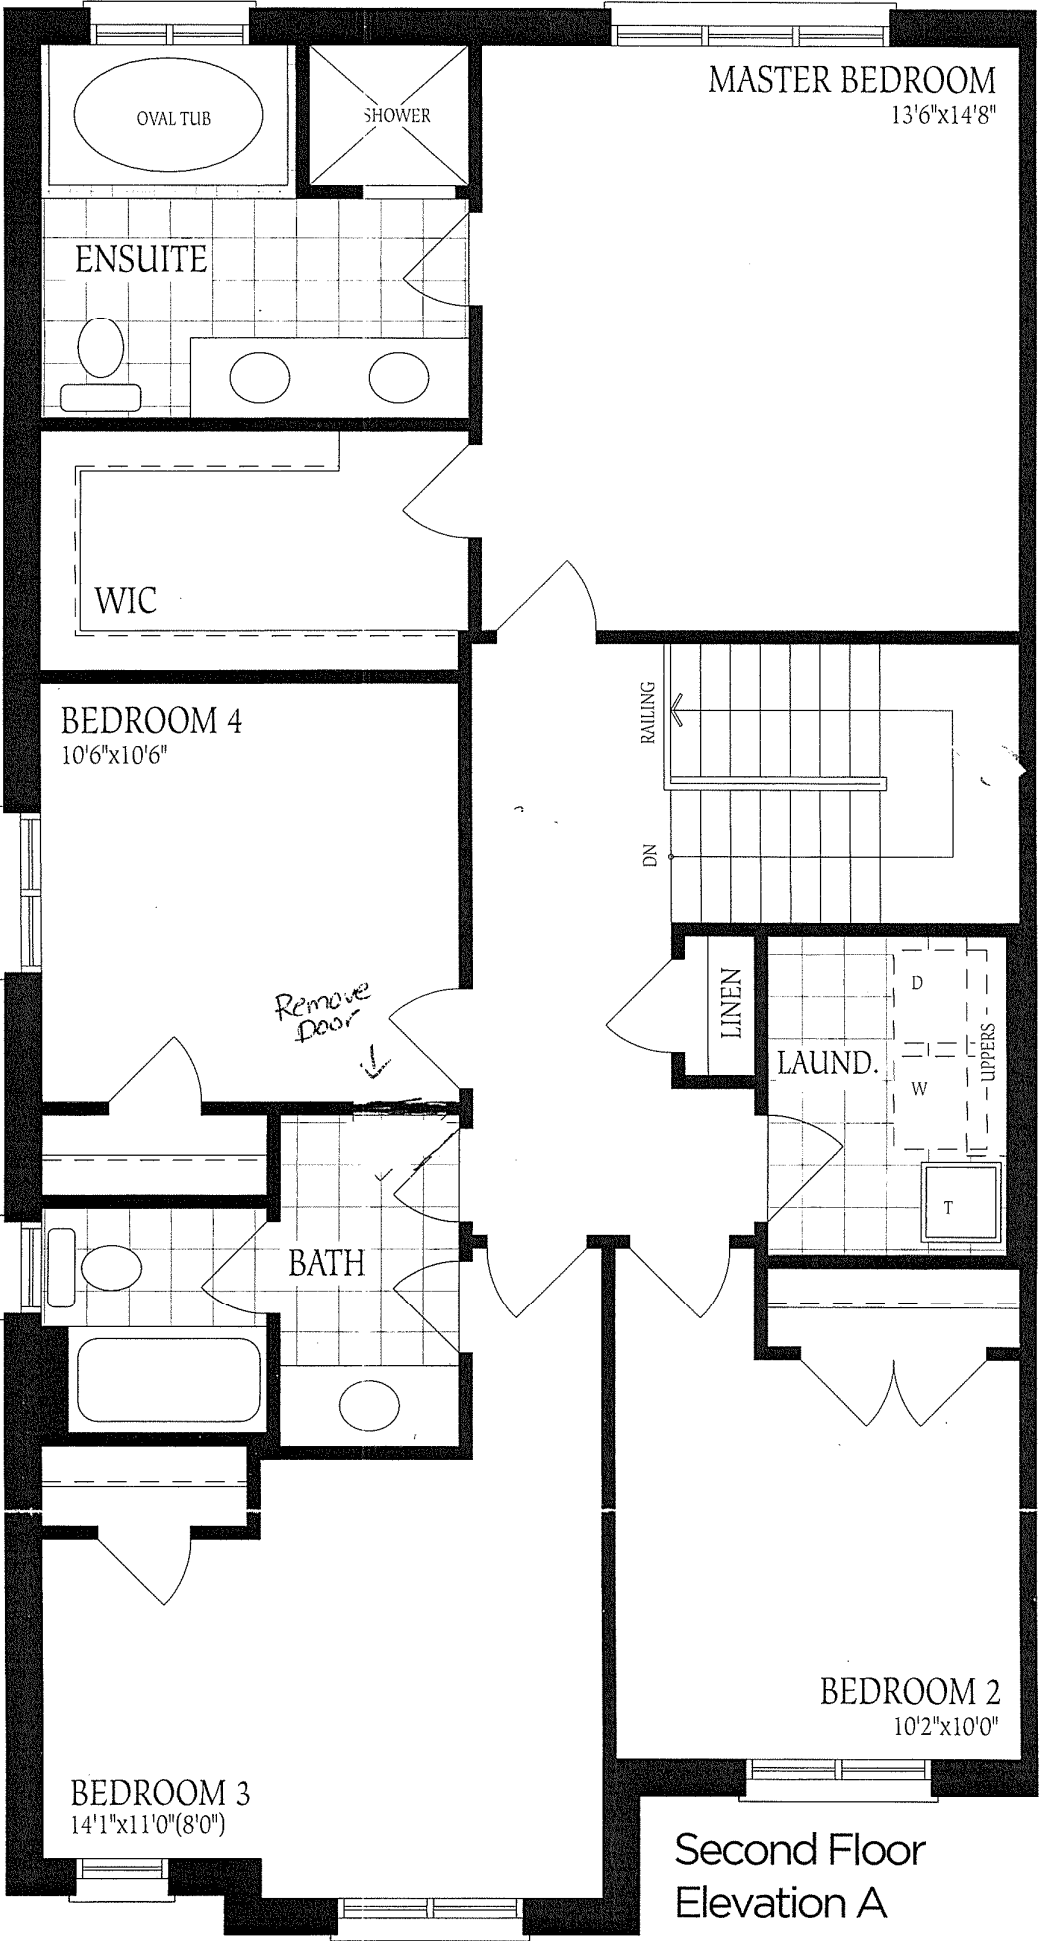 OVAL TUB
SHOWER
MASTER BEDROOM
13'6"x14'8"
ENSUITE
WIC
BEDROOM 4
10'6"x10'6"
RAILING
DN
Remove
Door
LINEN
LAUND.
D
W
UPPERS
T
BATH
BEDROOM 2
10'2"x10'0"
BEDROOM 3
14'1"x11'0"(8'0")
Second Floor
Elevation A